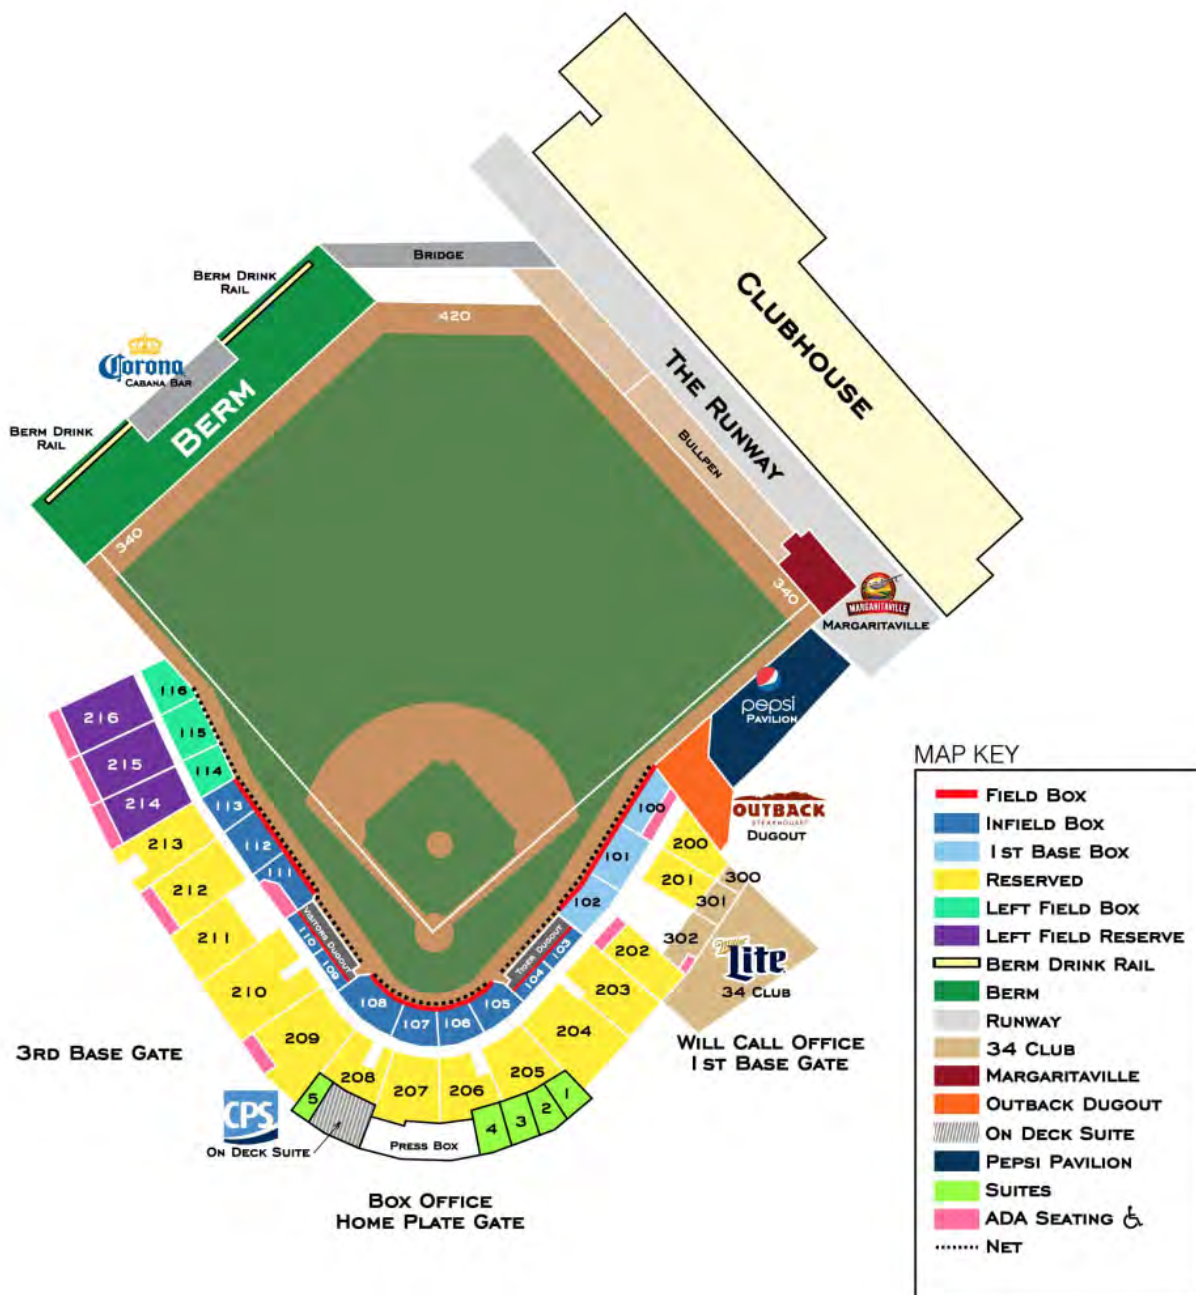 CLUBHOUSE
BRIDGE
BERM DRINK
RAIL
420
THE RUNWAY
Corona
CABANA BAR
BERM
BERM DRINK
RAIL
BULLPEN
340
340
MARGARITAVILLE
MARGARITAVILLE
pepsi
PAVILION
116
115
114
113
112
111
110
109
108
107
106
105
104
103
102
101
100
VISITORS DUGOUT
TIGER DUGOUT
216
215
214
213
212
211
210
209
208
207
206
205
204
203
202
201
200
300
301
302
OUTBACK
STEAKHOUSE
DUGOUT
Miller
Lite
34 CLUB
3RD BASE GATE
WILL CALL OFFICE
1ST BASE GATE
CPS
ON DECK SUITE
5
PRESS BOX
4
3
2
1
BOX OFFICE
HOME PLATE GATE
MAP KEY
FIELD BOX
INFIELD BOX
1ST BASE BOX
RESERVED
LEFT FIELD BOX
LEFT FIELD RESERVE
BERM DRINK RAIL
BERM
RUNWAY
34 CLUB
MARGARITAVILLE
OUTBACK DUGOUT
ON DECK SUITE
PEPSI PAVILION
SUITES
ADA SEATING
NET